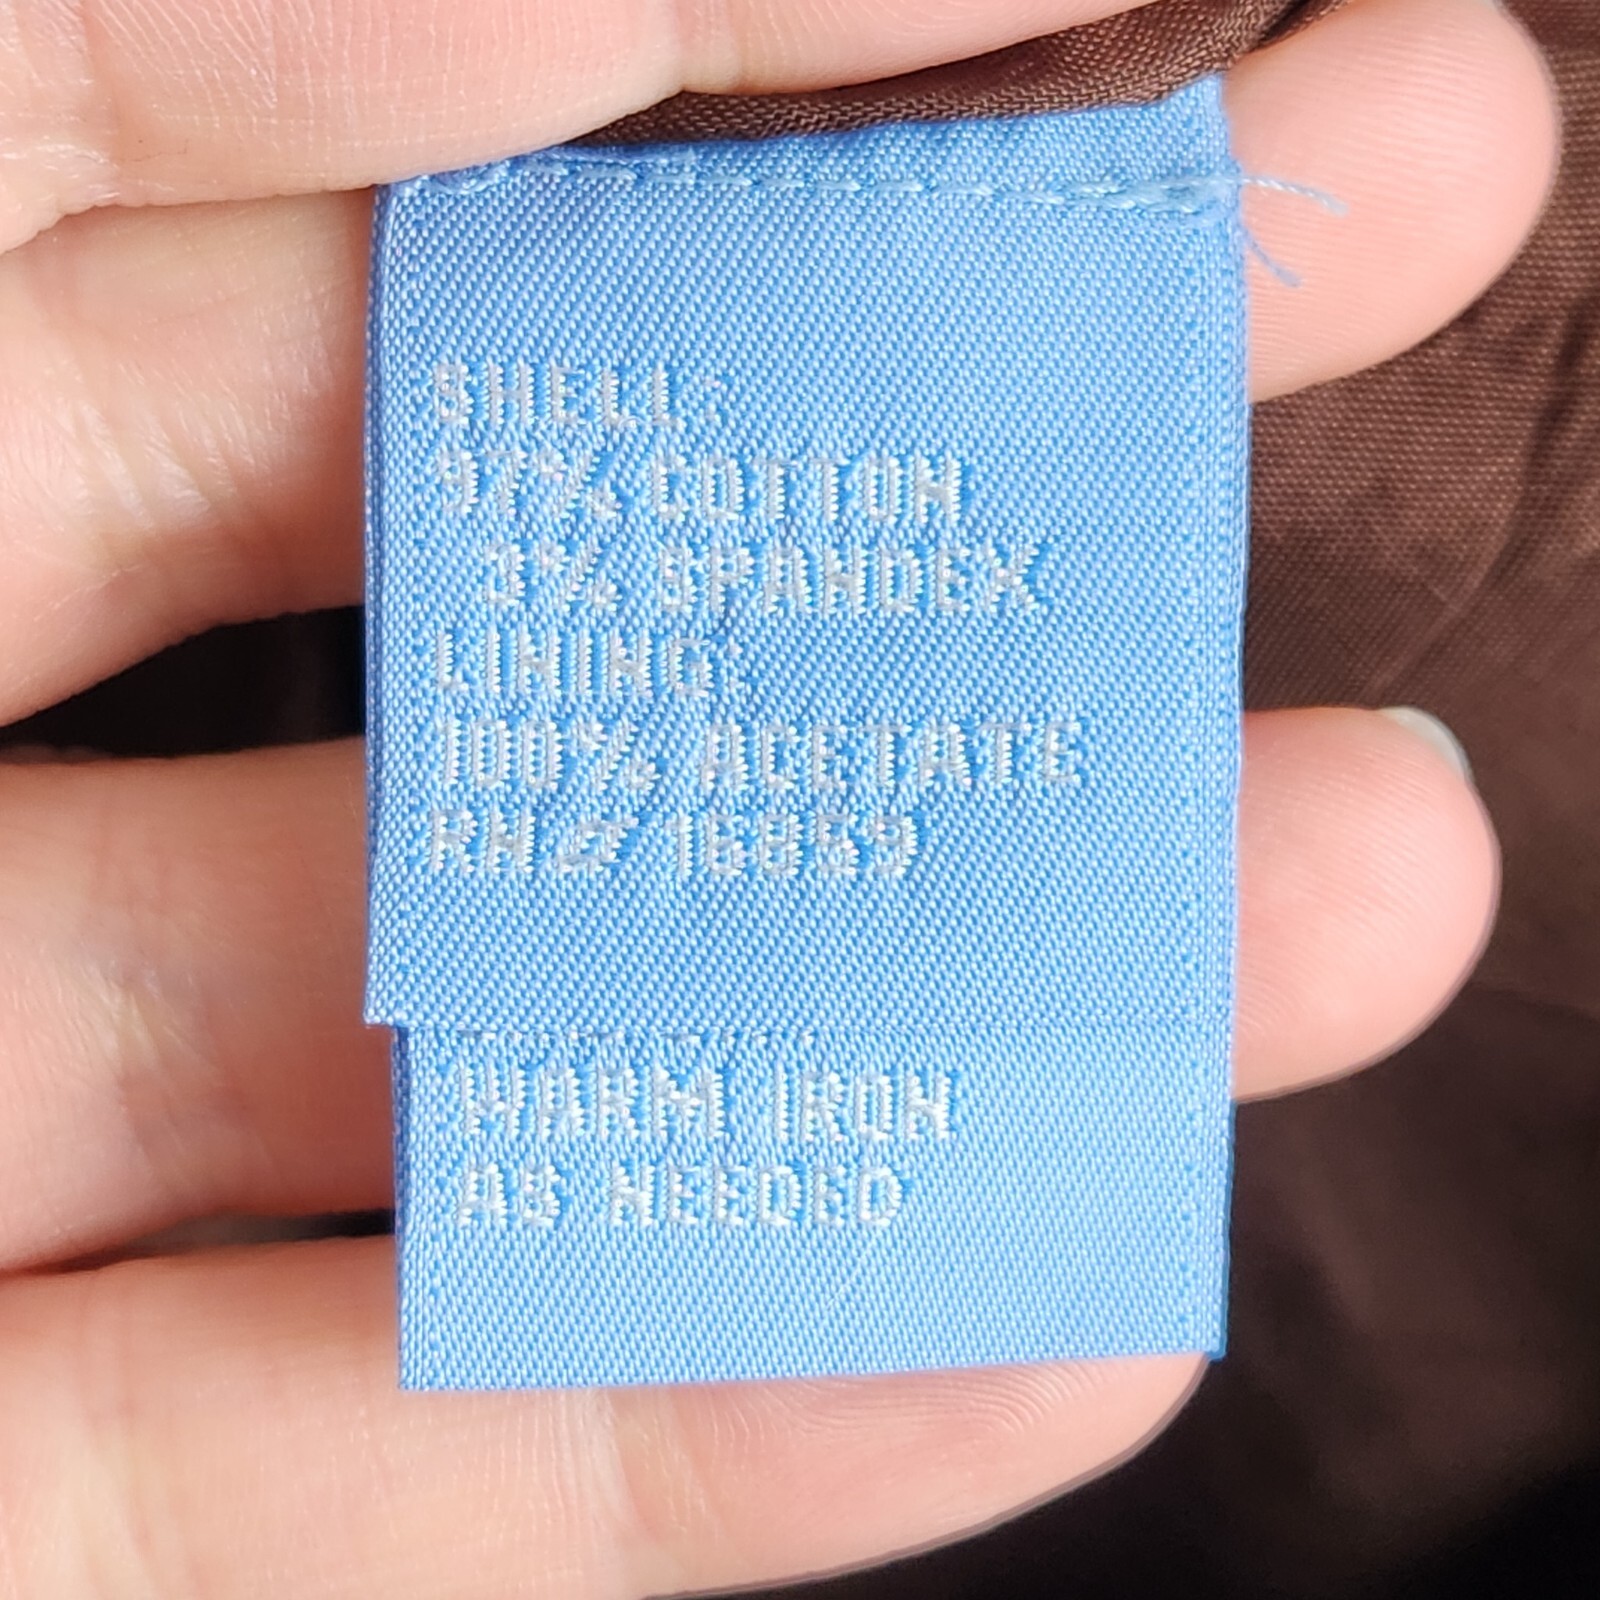 SHELL:
97% COTTON
3% SPANDEX
LINING:
100% ACETATE
RN# 16859
WARM IRON
AS NEEDED